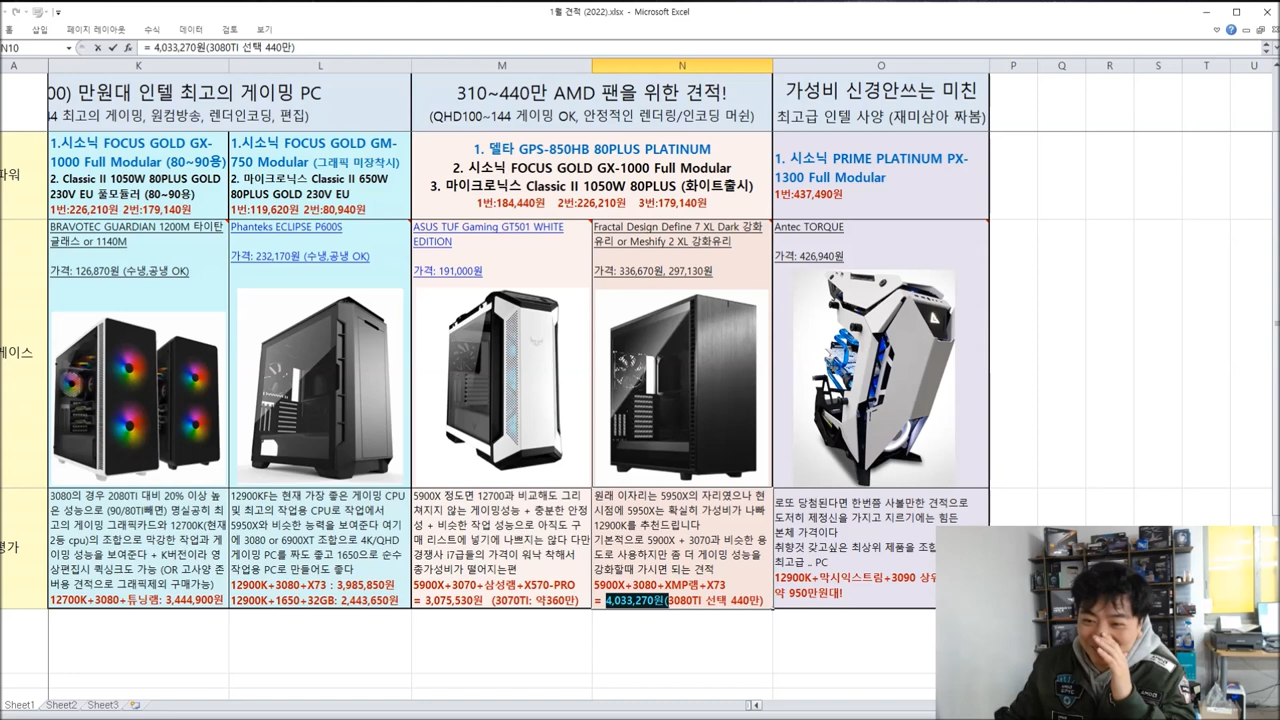 1월 견적 (2022).xlsx - Microsoft Excel
홈 삽입 페이지 레이아웃 수식 데이터 검토 보기
N10 = 4,033,270원(3080TI 선택 440만)
A K L M N O P Q R S T U
00) 만원대 인텔 최고의 게이밍 PC
44 최고의 게이밍, 원컴방송, 렌더인코딩, 편집)
310~440만 AMD 팬을 위한 견적!
(QHD100~144 게이밍 OK, 안정적인 렌더링/인코딩 머쉰)
가성비 신경안쓰는 미친
최고급 인텔 사양 (재미삼아 짜봄)
파워
1.시소닉 FOCUS GOLD GX-
1000 Full Modular (80~90용)
2. Classic II 1050W 80PLUS GOLD
230V EU 풀모듈러 (80~90용)
1번:226,210원 2번:179,140원
1.시소닉 FOCUS GOLD GM-
750 Modular (그래픽 미장착시)
2. 마이크로닉스 Classic II 650W
80PLUS GOLD 230V EU
1번:119,620원 2번:80,940원
1. 델타 GPS-850HB 80PLUS PLATINUM
2. 시소닉 FOCUS GOLD GX-1000 Full Modular
3. 마이크로닉스 Classic II 1050W 80PLUS (화이트출시)
1번:184,440원 2번:226,210원 3번:179,140원
1. 시소닉 PRIME PLATINUM PX-
1300 Full Modular
1번:437,490원
케이스
BRAVOTEC GUARDIAN 1200M 타이탄
글래스 or 1140M
가격: 126,870원 (수냉,공냉 OK)
Phanteks ECLIPSE P600S
가격: 232,170원 (수냉,공냉 OK)
ASUS TUF Gaming GT501 WHITE
EDITION
가격: 191,000원
Fractal Design Define 7 XL Dark 강화
유리 or Meshify 2 XL 강화유리
가격: 336,670원, 297,130원
Antec TORQUE
가격: 426,940원
평가
3080의 경우 2080TI 대비 20% 이상 높
은 성능으로 (90/80TI빼면) 명실공히 최
고의 게이밍 그래픽카드와 12700K(현재
2등 cpu)의 조합으로 막강한 작업과 게
이밍 성능을 보여준다 + K버전이라 영
상편집시 퀵싱크도 가능 (OR 고사양 존
버용 견적으로 그래픽제외 구매가능)
12700K+3080+튜닝램: 3,444,900원
12900KF는 현재 가장 좋은 게이밍 CPU
및 최고의 작업용 CPU로 작업에서
5950X와 비슷한 능력을 보여준다 여기
에 3080 or 6900XT 조합으로 4K/QHD
게이밍 PC를 짜도 좋고 1650으로 순수
작업용 PC로 만들어도 좋다
12900K+3080+X73 : 3,985,850원
12900K+1650+32GB: 2,443,650원
5900X 정도면 12700과 비교해도 그리
쳐지지 않는 게이밍성능 + 충분한 안정
성 + 비슷한 작업 성능으로 아직도 구
매 리스트에 넣기에 나쁘지는 않다 다만
경쟁사 i7급들의 가격이 워낙 착해서
좀가성비가 떨어지는편
5900X+3070+삼성램+X570-PRO
= 3,075,530원 (3070TI: 약360만)
원래 이자리는 5950X의 자리였으나 현
시점에 5950X는 확실히 가성비가 나빠
12900K를 추천드립니다
기본적으로 5900X + 3070과 비슷한 용
도로 사용하지만 좀 더 게이밍 성능을
강화할때 가시면 되는 견적
5900X+3080+XMP램+X73
= 4,033,270원(3080TI 선택 440만)
로또 당첨된다면 한번쯤 사볼만한 견적으로
도저히 제정신을 가지고 지르기에는 힘든
본체 가격이다
취향껏 갖고싶은 최상위 제품을 조합
최고급 .. PC
12900K+막시익스트림+3090 상위
약 950만원대!
Sheet1 Sheet2 Sheet3